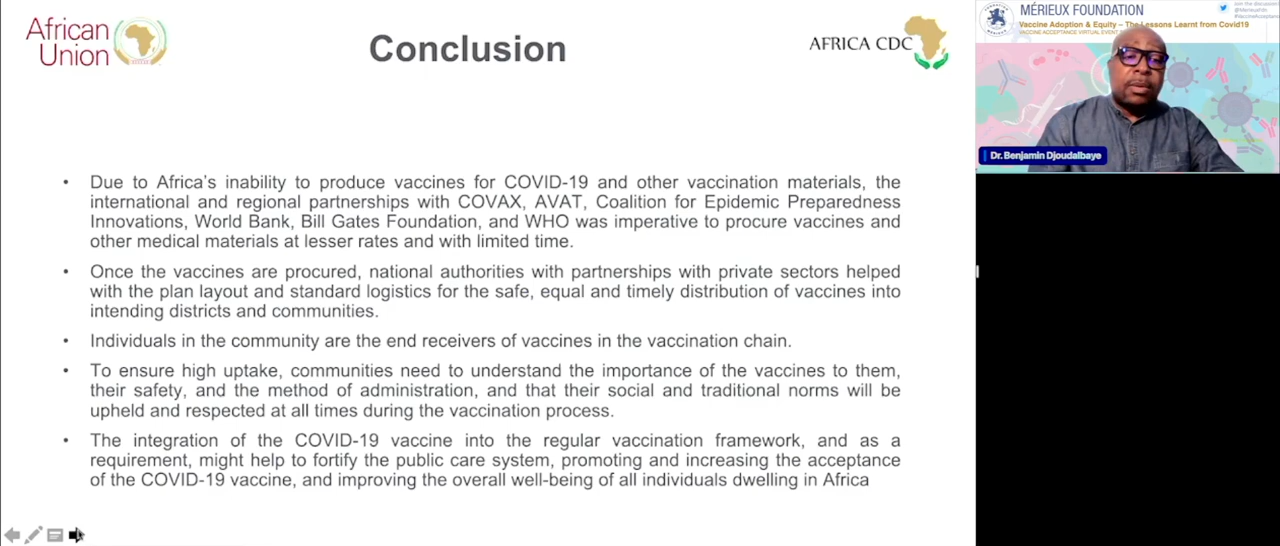 African
Union
Conclusion
AFRICA CDC
• Due to Africa's inability to produce vaccines for COVID-19 and other vaccination materials, the
international and regional partnerships with COVAX, AVAT, Coalition for Epidemic Preparedness
Innovations, World Bank, Bill Gates Foundation, and WHO was imperative to procure vaccines and
other medical materials at lesser rates and with limited time.
• Once the vaccines are procured, national authorities with partnerships with private sectors helped
with the plan layout and standard logistics for the safe, equal and timely distribution of vaccines into
intending districts and communities.
• Individuals in the community are the end receivers of vaccines in the vaccination chain.
• To ensure high uptake, communities need to understand the importance of the vaccines to them,
their safety, and the method of administration, and that their social and traditional norms will be
upheld and respected at all times during the vaccination process.
• The integration of the COVID-19 vaccine into the regular vaccination framework, and as a
requirement, might help to fortify the public care system, promoting and increasing the acceptance
of the COVID-19 vaccine, and improving the overall well-being of all individuals dwelling in Africa
MÉRIEUX FOUNDATION
Vaccine Adoption & Equity – The Lessons Learnt from Covid19
VACCINE ACCEPTANCE VIRTUAL EVENT
Join the discussion
Dr. Benjamin Djoudalbaye